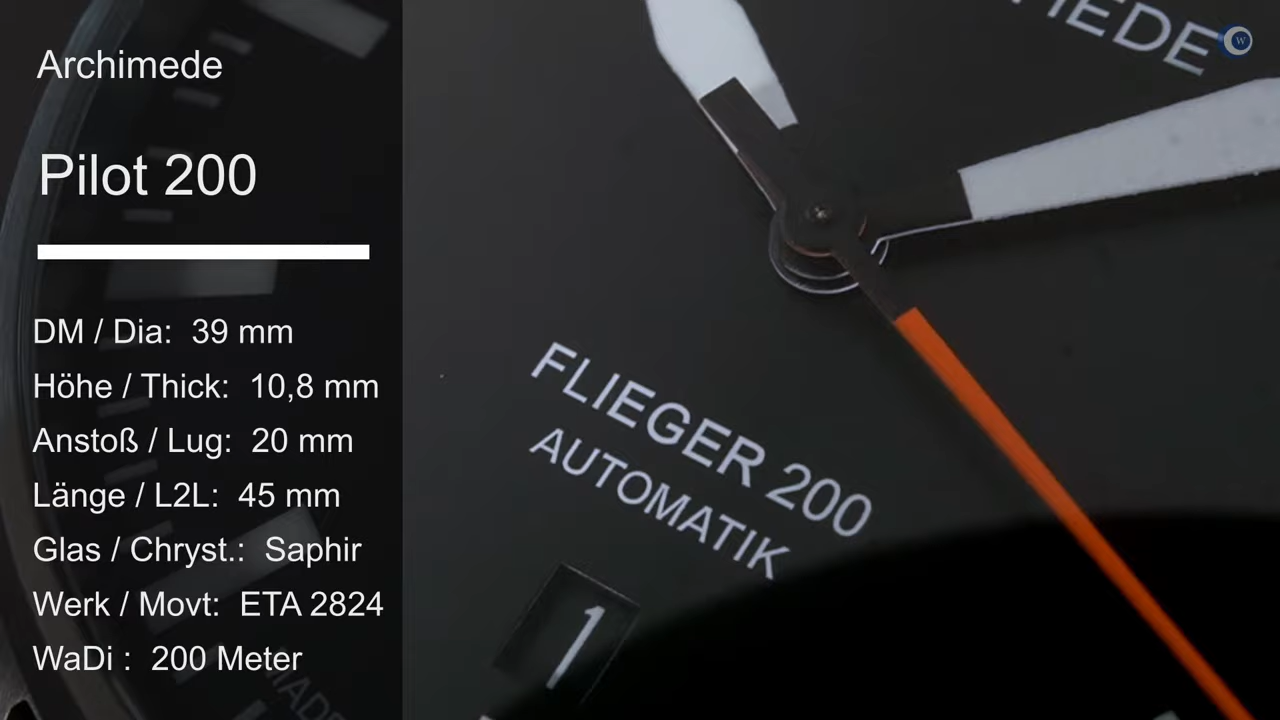 Archimede
Pilot 200
DM / Dia: 39 mm
Höhe / Thick: 10,8 mm
Anstoß / Lug: 20 mm
Länge / L2L: 45 mm
Glas / Chryst.: Saphir
Werk / Movt: ETA 2824
WaDi : 200 Meter
W
FLIEGER 200
AUTOMATIK
1